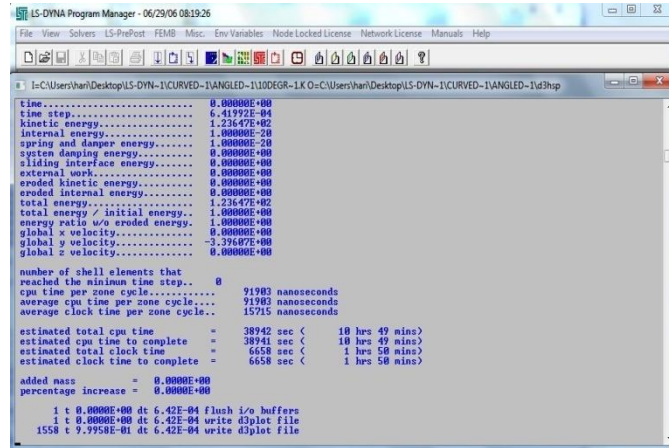 LS-DYNA Program Manager - 06/29/06 08:19:26
File View Solvers LS-PrePost FEMB Misc. Env Variables Node Locked License Network License Manuals Help
I=C:\Users\hari\Desktop\LS-DYN~1\CURVED~1\ANGLED~1\10DEGR~1.K O=C:\Users\hari\Desktop\LS-DYN~1\CURVED~1\ANGLED~1\d3hsp
time........................... 0.00000E+00
time step...................... 6.41992E-04
kinetic energy................. 1.23647E+02
internal energy................ 1.00000E-20
spring and damper energy....... 1.00000E-20
system damping energy.......... 0.00000E+00
sliding interface energy....... 0.00000E+00
external work.................. 0.00000E+00
eroded kinetic energy.......... 0.00000E+00
eroded internal energy......... 0.00000E+00
total energy................... 1.23647E+02
total energy / initial energy.. 1.00000E+00
energy ratio w/o eroded energy. 1.00000E+00
global x velocity.............. 0.00000E+00
global y velocity.............. -3.39607E+00
global z velocity.............. 0.00000E+00
number of shell elements that
reached the minimum time step.. 0
cpu time per zone cycle............ 91903 nanoseconds
average cpu time per zone cycle.... 91903 nanoseconds
average clock time per zone cycle.. 15715 nanoseconds
estimated total cpu time = 38942 sec ( 10 hrs 49 mins)
estimated cpu time to complete = 38941 sec ( 10 hrs 49 mins)
estimated total clock time = 6658 sec ( 1 hrs 50 mins)
estimated clock time to complete = 6658 sec ( 1 hrs 50 mins)
added mass = 0.0000E+00
percentage increase = 0.0000E+00
1 t 0.0000E+00 dt 6.42E-04 flush i/o buffers
1 t 0.0000E+00 dt 6.42E-04 write d3plot file
1558 t 9.9958E-01 dt 6.42E-04 write d3plot file